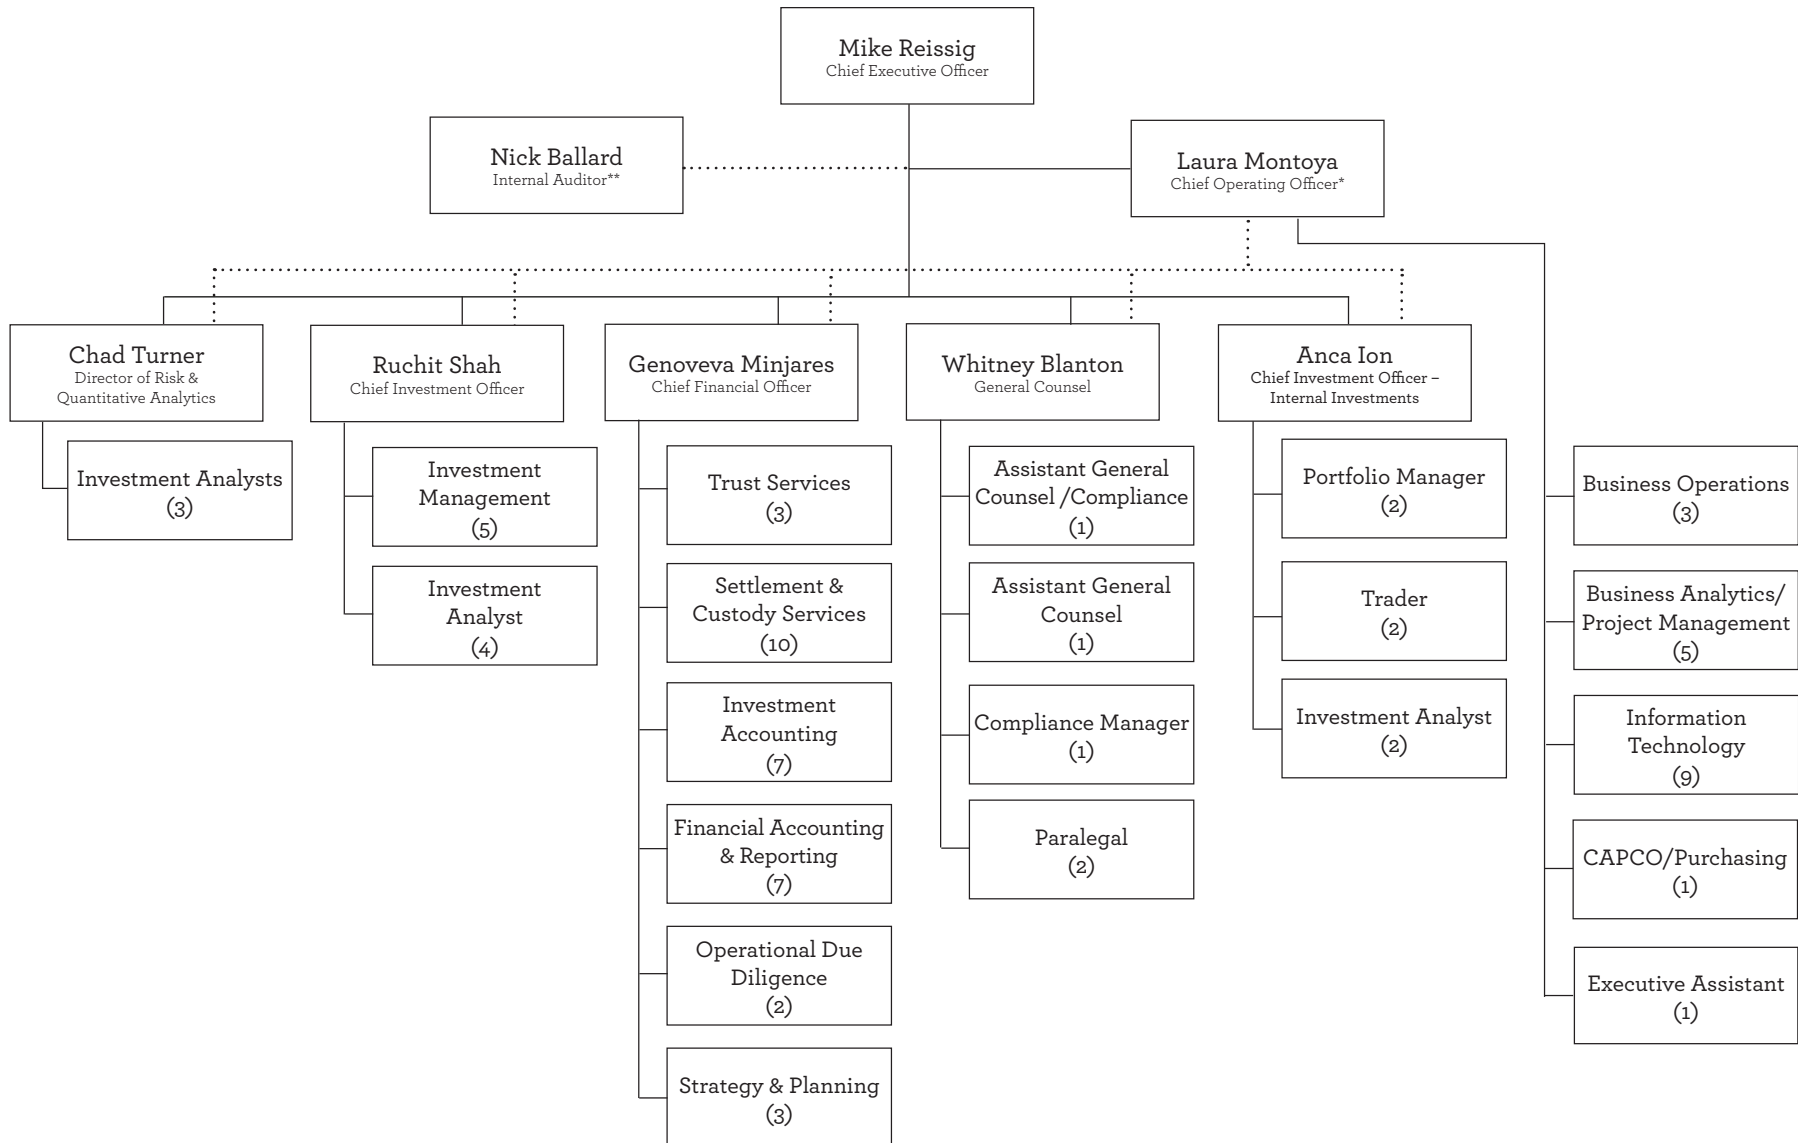 Mike Reissig
Chief Executive Officer
Nick Ballard
Internal Auditor**
Laura Montoya
Chief Operating Officer*
Chad Turner
Director of Risk &
Quantitative Analytics
Investment Analysts
(3)
Ruchit Shah
Chief Investment Officer
Investment
Management
(5)
Investment
Analyst
(4)
Genoveva Minjares
Chief Financial Officer
Trust Services
(3)
Settlement &
Custody Services
(10)
Investment
Accounting
(7)
Financial Accounting
& Reporting
(7)
Operational Due
Diligence
(2)
Strategy & Planning
(3)
Whitney Blanton
General Counsel
Assistant General
Counsel /Compliance
(1)
Assistant General
Counsel
(1)
Compliance Manager
(1)
Paralegal
(2)
Anca Ion
Chief Investment Officer –
Internal Investments
Portfolio Manager
(2)
Trader
(2)
Investment Analyst
(2)
Business Operations
(3)
Business Analytics/
Project Management
(5)
Information
Technology
(9)
CAPCO/Purchasing
(1)
Executive Assistant
(1)